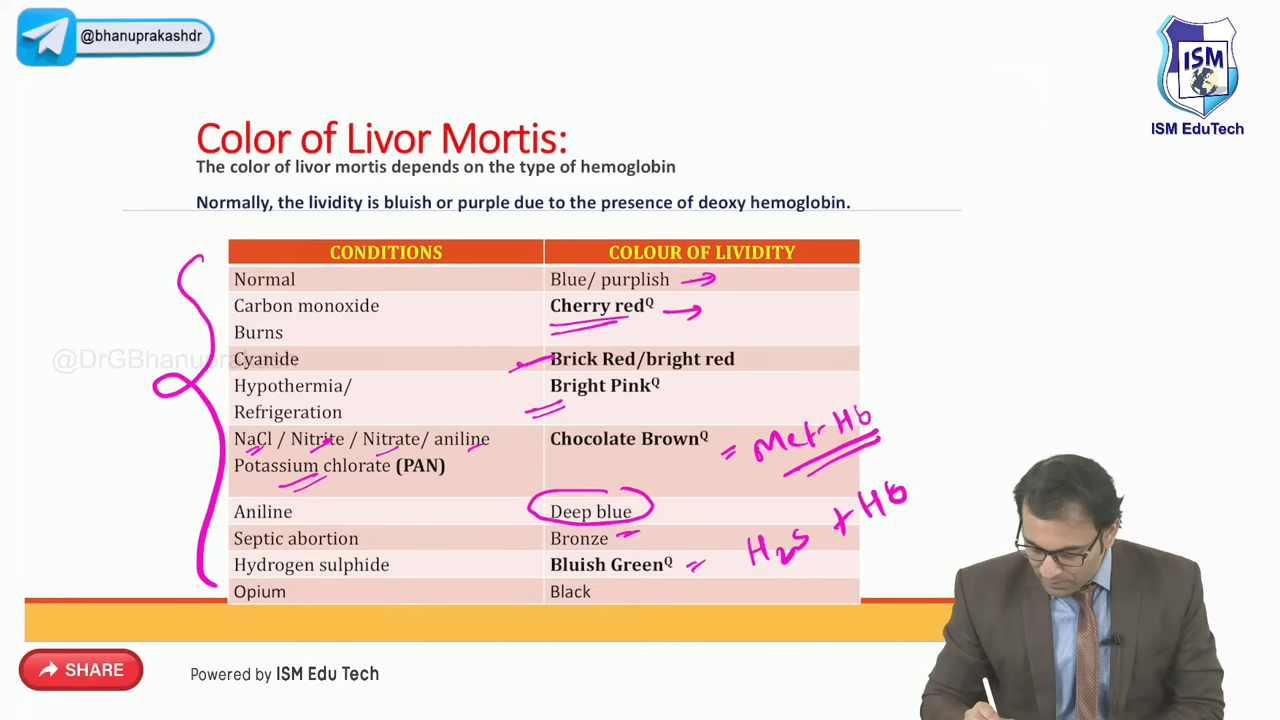 @bhanuprakashdr
ISM
ISM EduTech
Color of Livor Mortis:
The color of livor mortis depends on the type of hemoglobin
Normally, the lividity is bluish or purple due to the presence of deoxy hemoglobin.
CONDITIONS COLOUR OF LIVIDITY
Normal Blue/ purplish
Carbon monoxide Cherry redQ
Burns
@DrGBhanuprakash
Cyanide Brick Red/bright red
Hypothermia/ Bright PinkQ
Refrigeration
NaCl / Nitrite / Nitrate/ aniline Chocolate BrownQ = Met-Hb
Potassium chlorate (PAN)
Aniline Deep blue
Septic abortion Bronze
Hydrogen sulphide Bluish GreenQ = H2S + Hb
Opium Black
SHARE
Powered by ISM Edu Tech